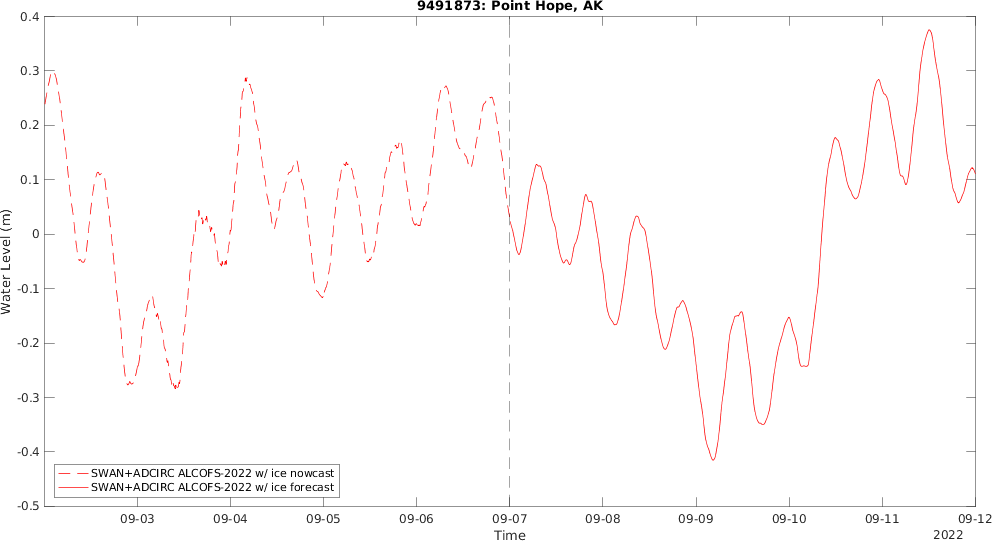 9491873: Point Hope, AK
0.4
0.3
0.2
0.1
0
-0.1
-0.2
-0.3
-0.4
-0.5
Water Level (m)
SWAN+ADCIRC ALCOFS-2022 w/ ice nowcast
SWAN+ADCIRC ALCOFS-2022 w/ ice forecast
09-03 09-04 09-05 09-06 09-07 09-08 09-09 09-10 09-11 09-12
Time
2022